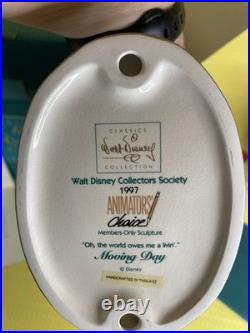 CLASSICS
Walt Disney
COLLECTION
Walt Disney Collectors Society
1997
ANIMATORS'
Choice
Members-Only Sculpture
"Oh, the world owes me a livin'."
Moving Day
© Disney
HANDCRAFTED IN THAILAND